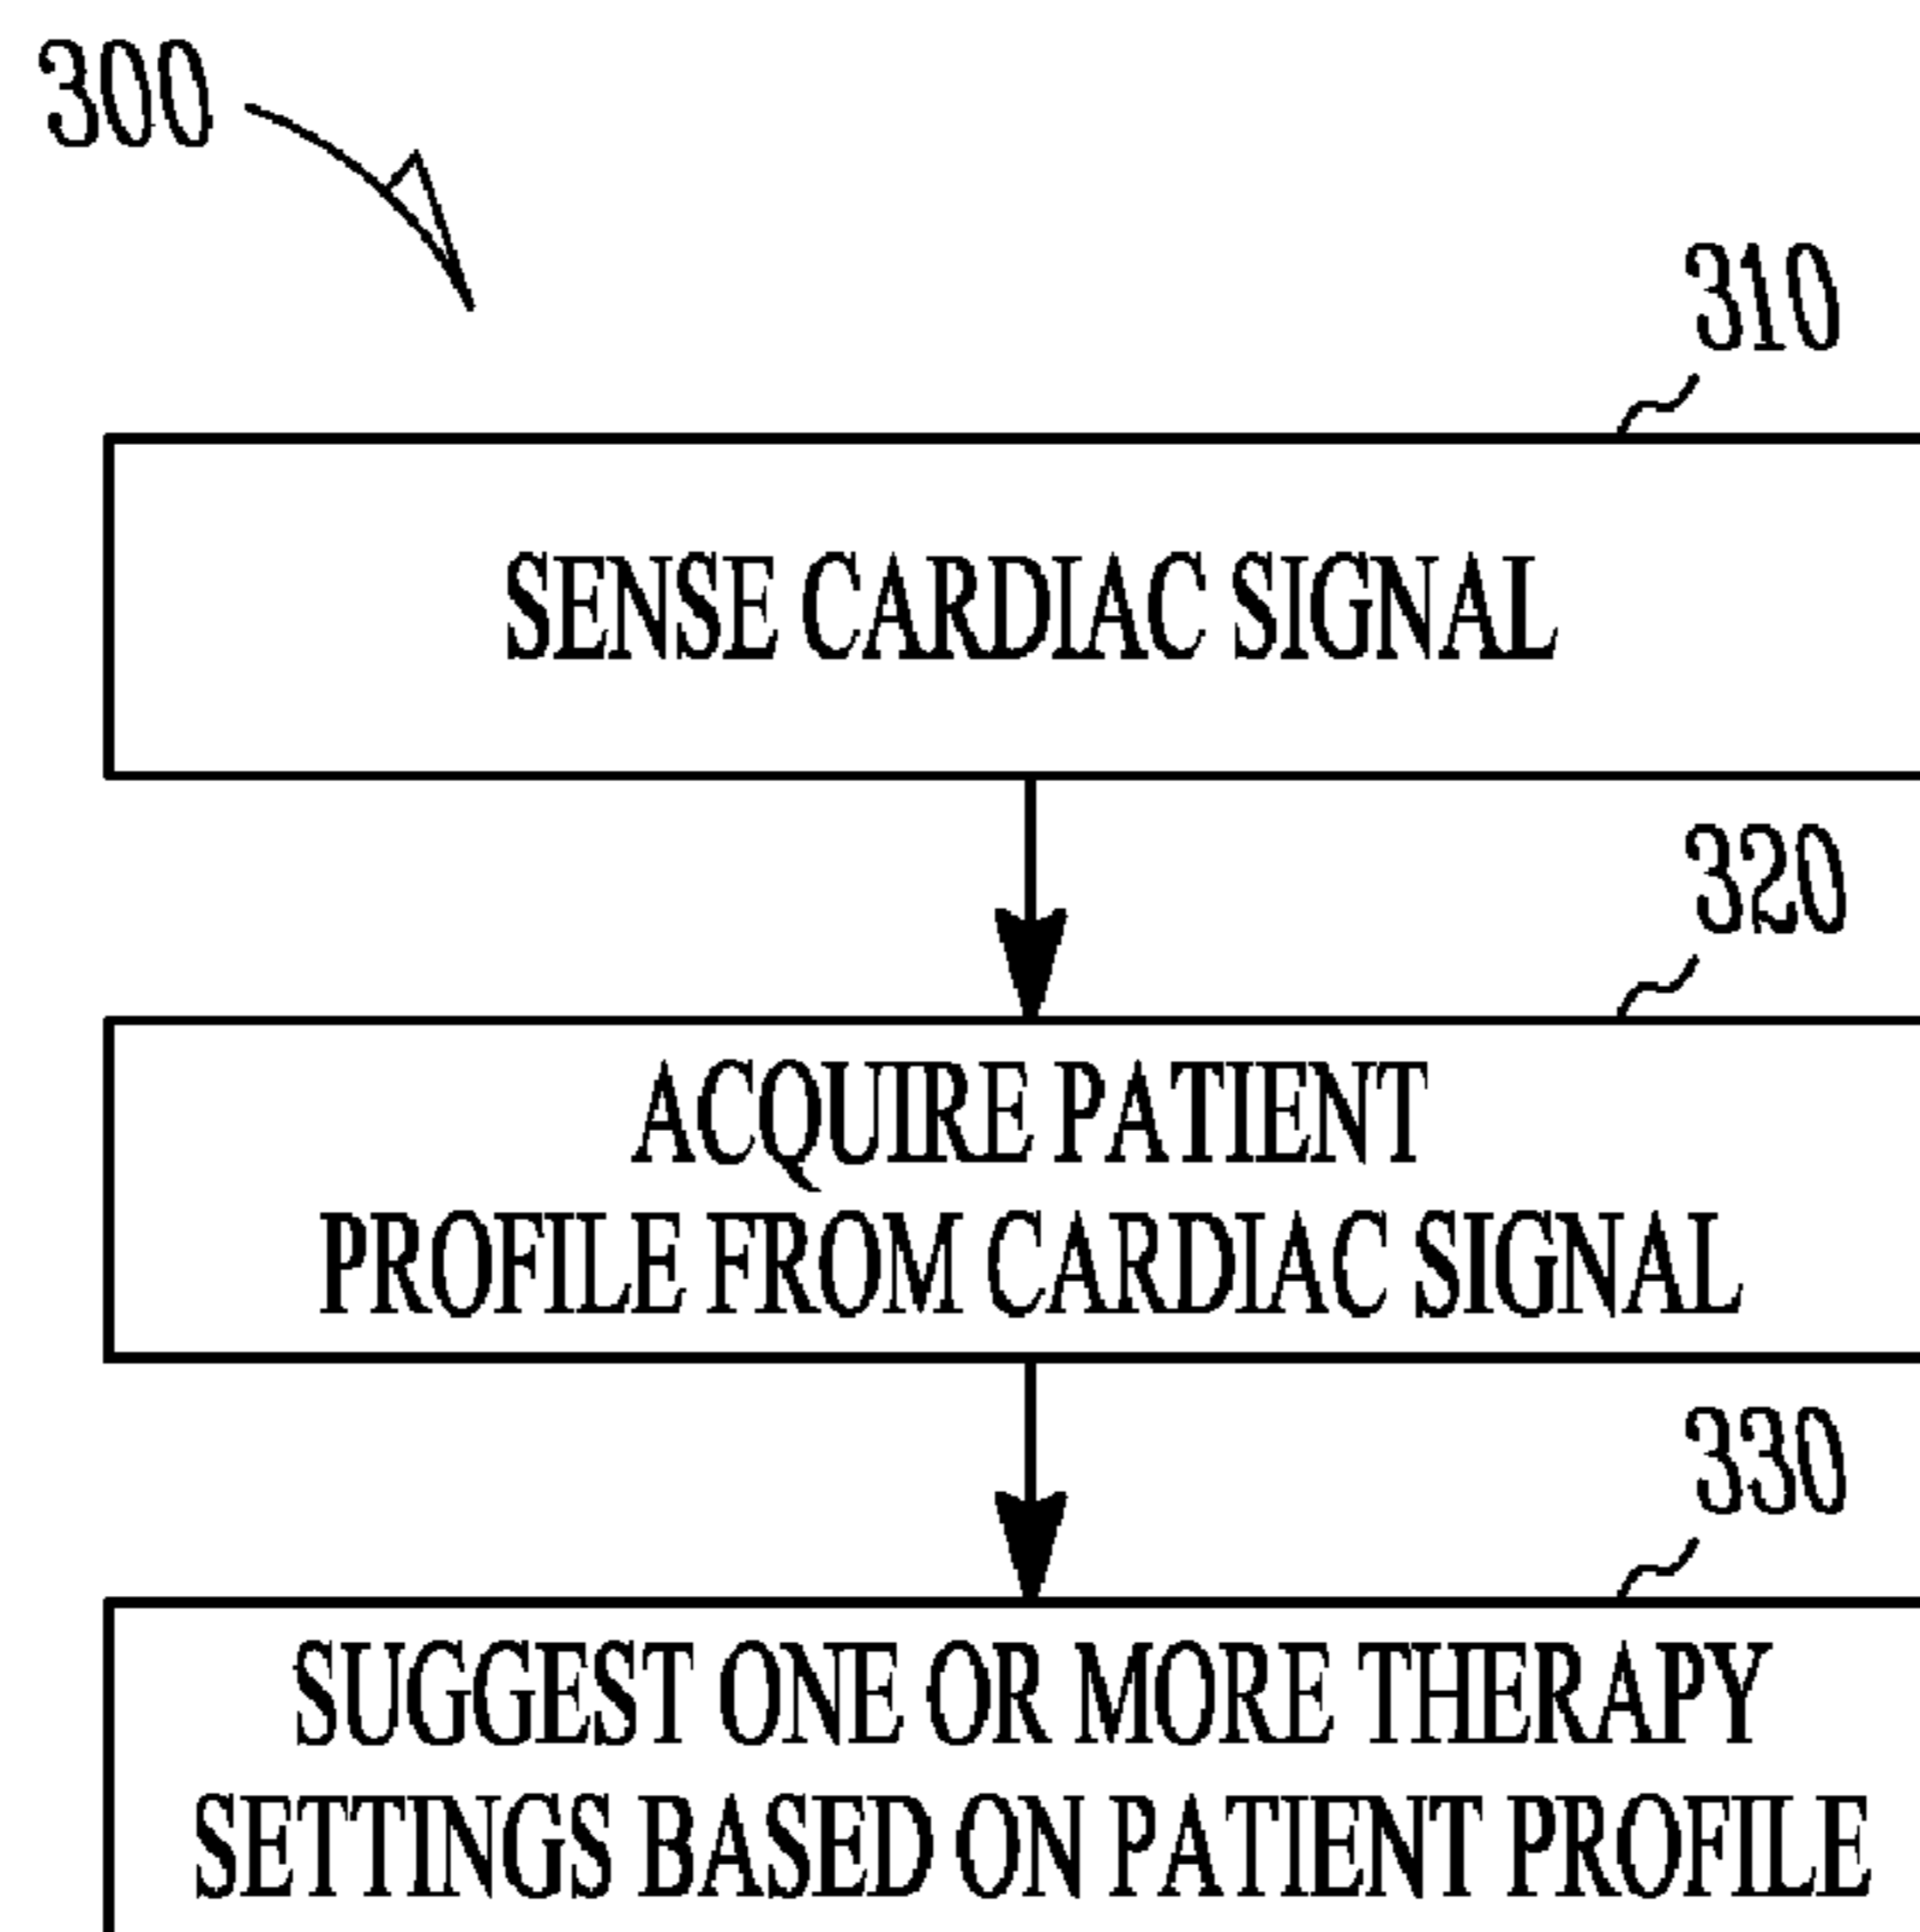 300
310
SENSE CARDIAC SIGNAL
320
ACQUIRE PATIENT
PROFILE FROM CARDIAC SIGNAL
330
SUGGEST ONE OR MORE THERAPY
SETTINGS BASED ON PATIENT PROFILE